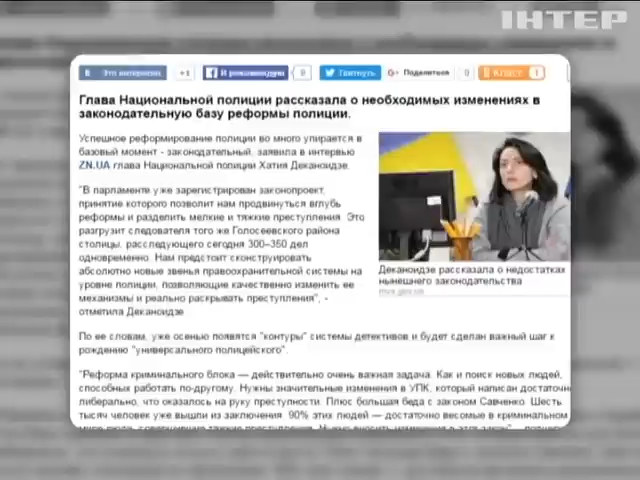 ІНТЕР
Это интересно
+1
Я рекомендую
0
Твитнуть
Поделиться
0
Класс!
1
Глава Национальной полиции рассказала о необходимых изменениях в
законодательную базу реформы полиции.
Успешное реформирование полиции во много упирается в
базовый момент - законодательный, заявила в интервью
ZN.UA глава Национальной полиции Хатия Деканоидзе.
"В парламенте уже зарегистрирован законопроект,
принятие которого позволит нам продвинуться вглубь
реформы и разделить мелкие и тяжкие преступления. Это
разгрузит следователя того же Голосеевского района
столицы, расследующего сегодня 300–350 дел
одновременно. Нам предстоит сконструировать
абсолютно новые звенья правоохранительной системы на
уровне полиции, позволяющие качественно изменить ее
механизмы и реально раскрывать преступления", -
отметила Деканоидзе
Деканоидзе рассказала о недостатках
нынешнего законодательства
mvs.gov.ua
По ее словам, уже осенью появятся "контуры" системы детективов и будет сделан важный шаг к
рождению "универсального полицейского".
"Реформа криминального блока — действительно очень важная задача. Как и поиск новых людей,
способных работать по-другому. Нужны значительные изменения в УПК, который написан достаточн
либерально, что оказалось на руку преступности. Плюс большая беда с законом Савченко. Шесть
тысяч человек уже вышли из заключения. 90% этих людей — достаточно весомые в криминальном